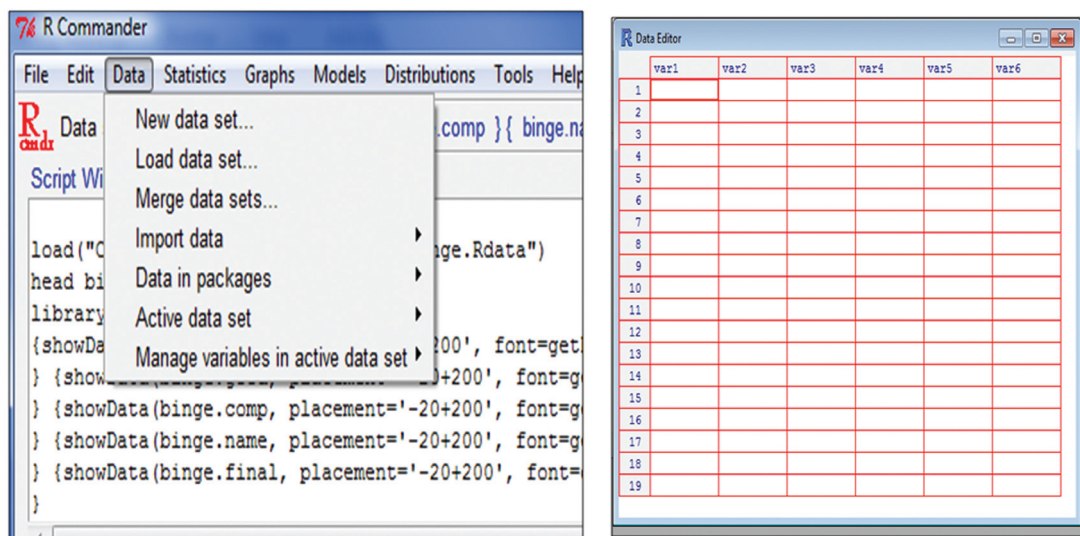 R Commander
File Edit Data Statistics Graphs Models Distributions Tools Help
R cmdr Data .comp } { binge.na
New data set...
Load data set...
Merge data sets...
Import data
Data in packages
Active data set
Manage variables in active data set
Script Wi
load("C nge.Rdata")
head bi
library
{showDa 200', font=get
} {show +200', font=g
} {showData(binge.comp, placement='-20+200', font=g
} {showData(binge.name, placement='-20+200', font=g
} {showData(binge.final, placement='-20+200', font=
}
Data Editor
var1 var2 var3 var4 var5 var6
1
2
3
4
5
6
7
8
9
10
11
12
13
14
15
16
17
18
19